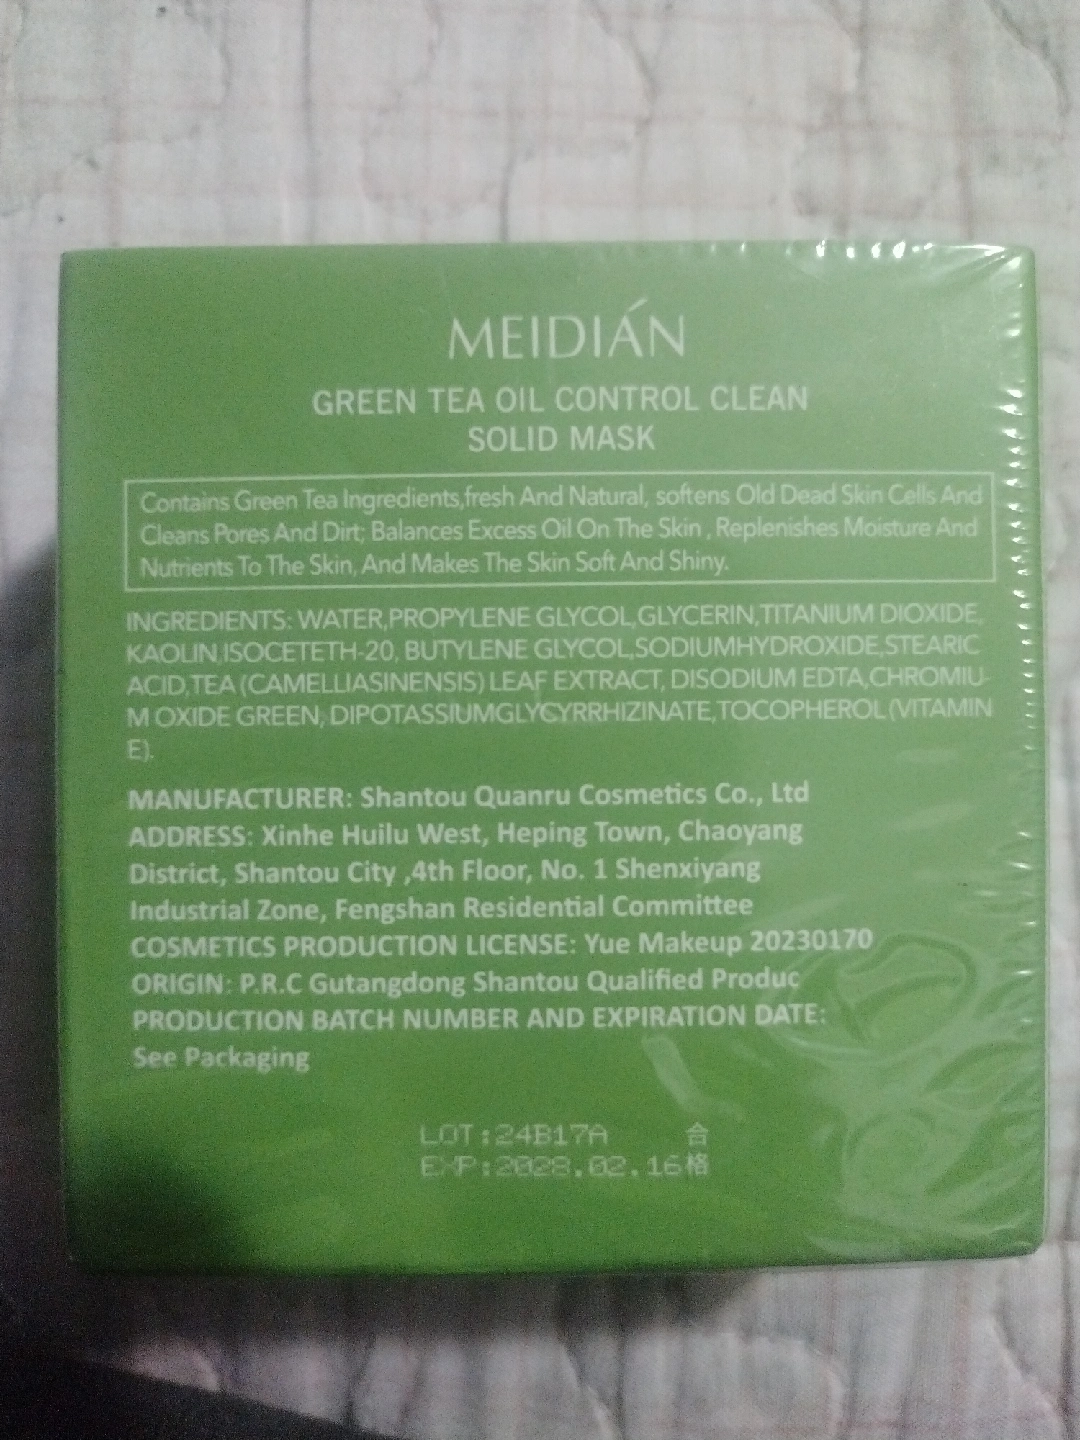 MEIDIÁN
GREEN TEA OIL CONTROL CLEAN
SOLID MASK
Contains Green Tea Ingredients,fresh And Natural, softens Old Dead Skin Cells And
Cleans Pores And Dirt; Balances Excess Oil On The Skin , Replenishes Moisture And
Nutrients To The Skin, And Makes The Skin Soft And Shiny.
INGREDIENTS: WATER,PROPYLENE GLYCOL,GLYCERIN,TITANIUM DIOXIDE,
KAOLIN,ISOCETETH-20, BUTYLENE GLYCOL,SODIUMHYDROXIDE,STEARIC
ACID,TEA (CAMELLIASINENSIS) LEAF EXTRACT, DISODIUM EDTA,CHROMIU-
M OXIDE GREEN, DIPOTASSIUMGLYCYRRHIZINATE,TOCOPHEROL (VITAMIN
E).
MANUFACTURER: Shantou Quanru Cosmetics Co., Ltd
ADDRESS: Xinhe Huilu West, Heping Town, Chaoyang
District, Shantou City ,4th Floor, No. 1 Shenxiyang
Industrial Zone, Fengshan Residential Committee
COSMETICS PRODUCTION LICENSE: Yue Makeup 20230170
ORIGIN: P.R.C Gutangdong Shantou Qualified Produc
PRODUCTION BATCH NUMBER AND EXPIRATION DATE:
See Packaging
LOT:24B17A 合
EXP:2028.02.16格